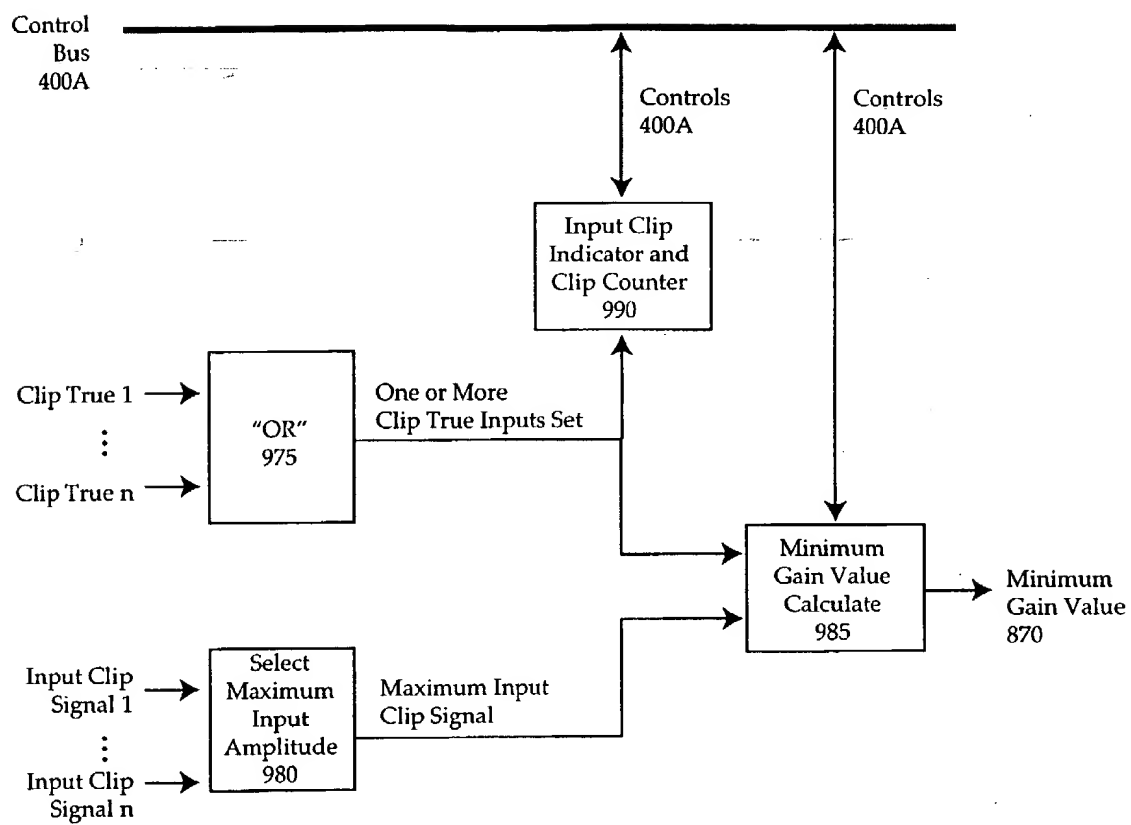 Control
Bus
400A
Controls
400A
Controls
400A
Input Clip
Indicator and
Clip Counter
990
Clip True 1
Clip True n
"OR"
975
One or More
Clip True Inputs Set
Minimum
Gain Value
Calculate
985
Minimum
Gain Value
870
Input Clip
Signal 1
Input Clip
Signal n
Select
Maximum
Input
Amplitude
980
Maximum Input
Clip Signal